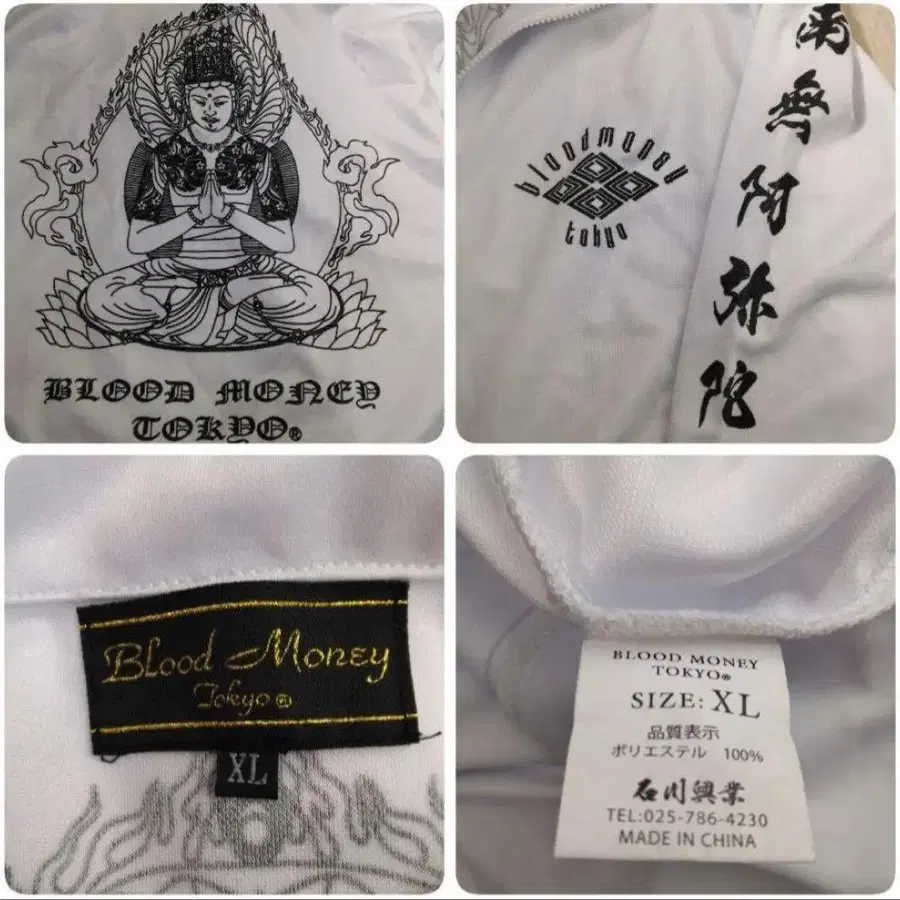 BLOOD MONEY
TOKYO®
bloodmoney
tokyo
南無阿弥陀
Blood Money
Tokyo®
XL
BLOOD MONEY
TOKYO®
SIZE: XL
品質表示
ポリエステル 100%
石川興業
TEL:025-786-4230
MADE IN CHINA